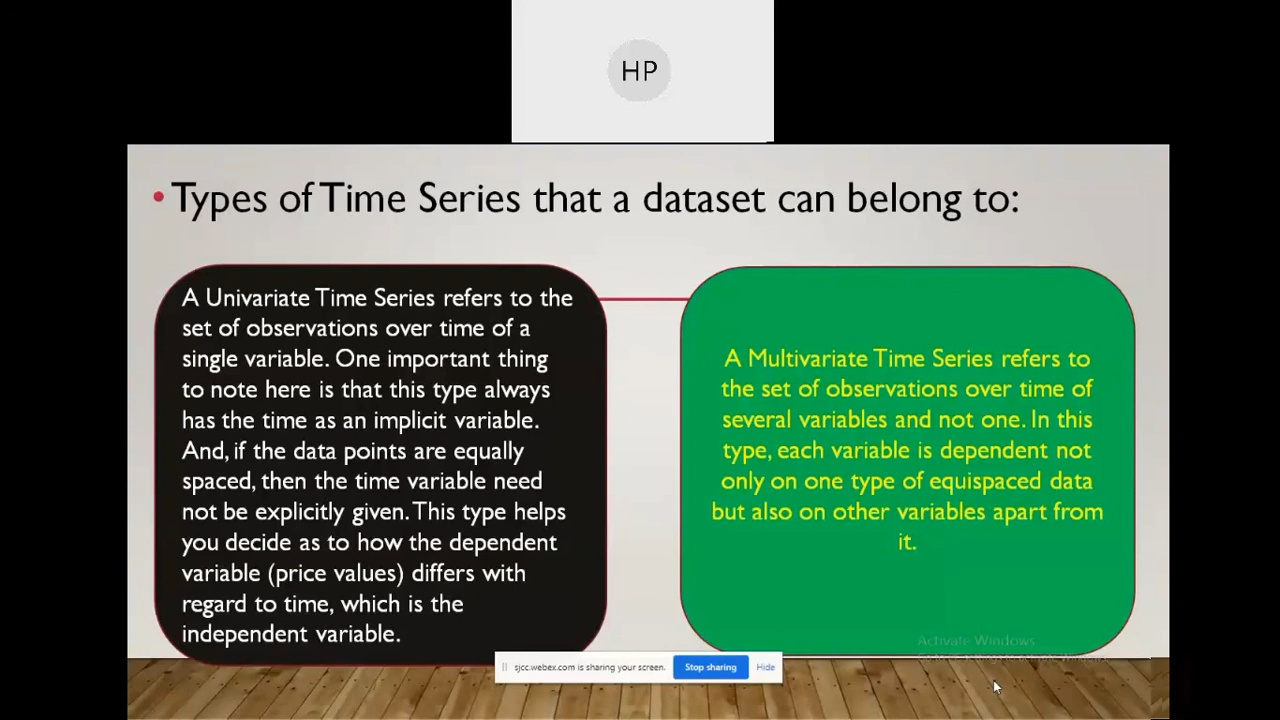 HP
• Types of Time Series that a dataset can belong to:
A Univariate Time Series refers to the
set of observations over time of a
single variable. One important thing
to note here is that this type always
has the time as an implicit variable.
And, if the data points are equally
spaced, then the time variable need
not be explicitly given. This type helps
you decide as to how the dependent
variable (price values) differs with
regard to time, which is the
independent variable.
A Multivariate Time Series refers to
the set of observations over time of
several variables and not one. In this
type, each variable is dependent not
only on one type of equispaced data
but also on other variables apart from
it.
Activate Windows
Go to PC settings to activate Windows.
sjcc.webex.com is sharing your screen.
Stop sharing
Hide